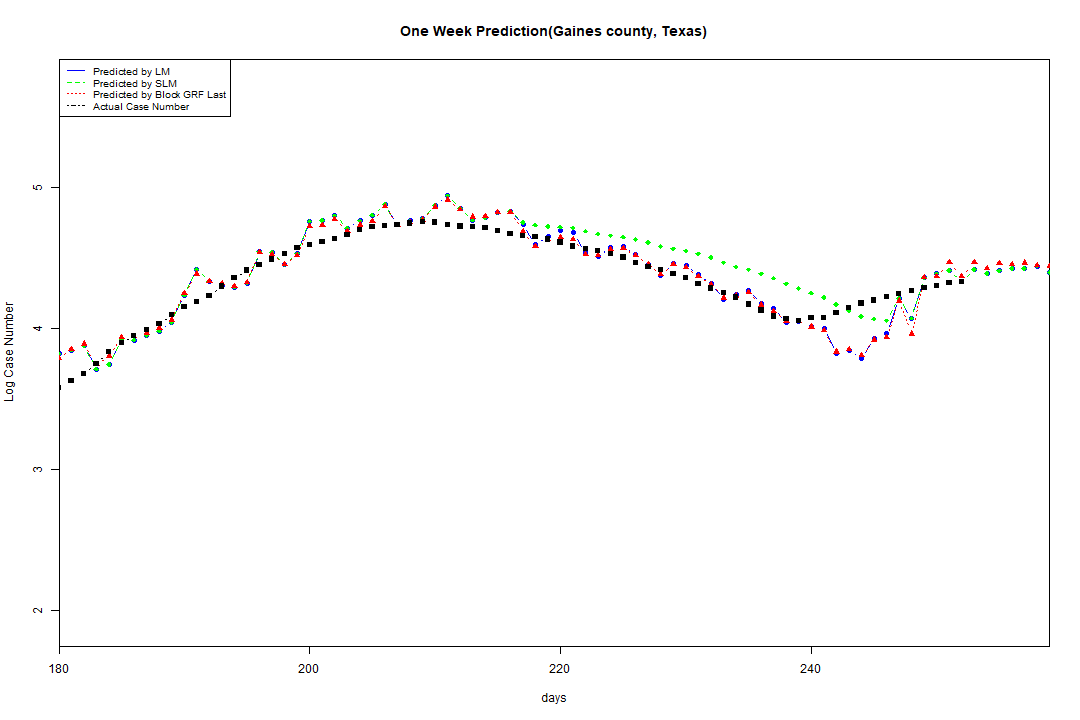 One Week Prediction(Gaines county, Texas)
Predicted by LM
Predicted by SLM
Predicted by Block GRF Last
Actual Case Number
5
4
3
2
Log Case Number
180 200 220 240
days